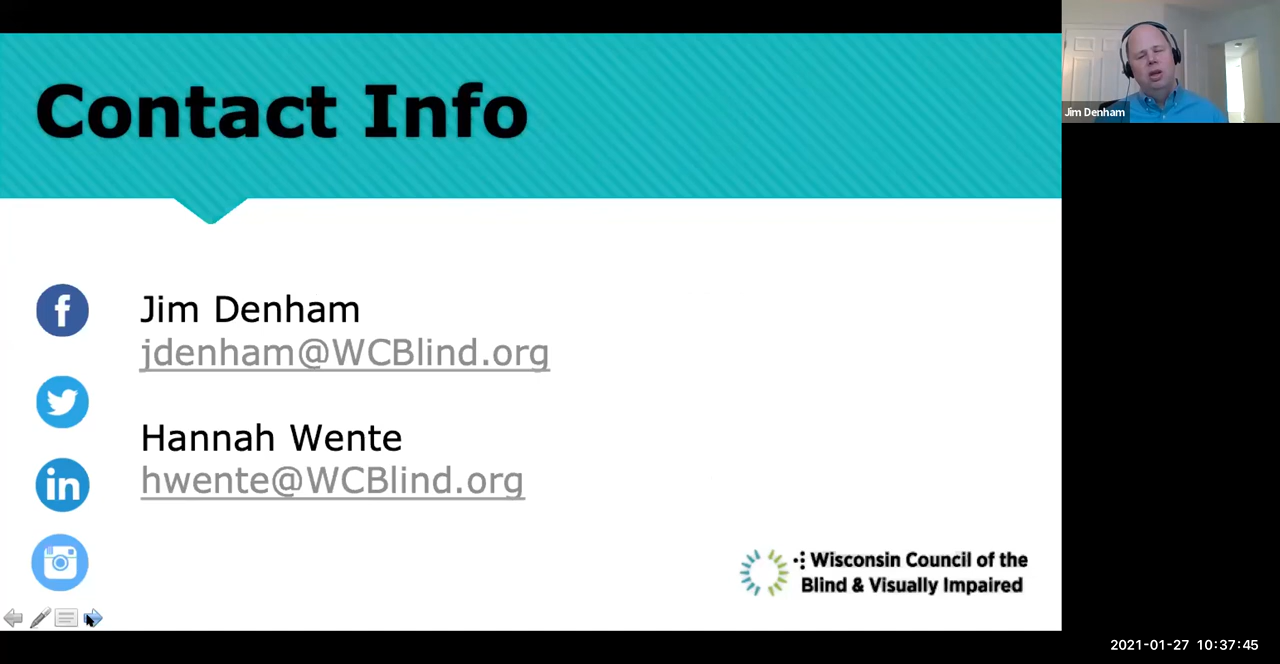 Contact Info
Jim Denham
Jim Denham
jdenham@WCBlind.org
Hannah Wente
hwente@WCBlind.org
Wisconsin Council of the
Blind & Visually Impaired
2021-01-27 10:37:45